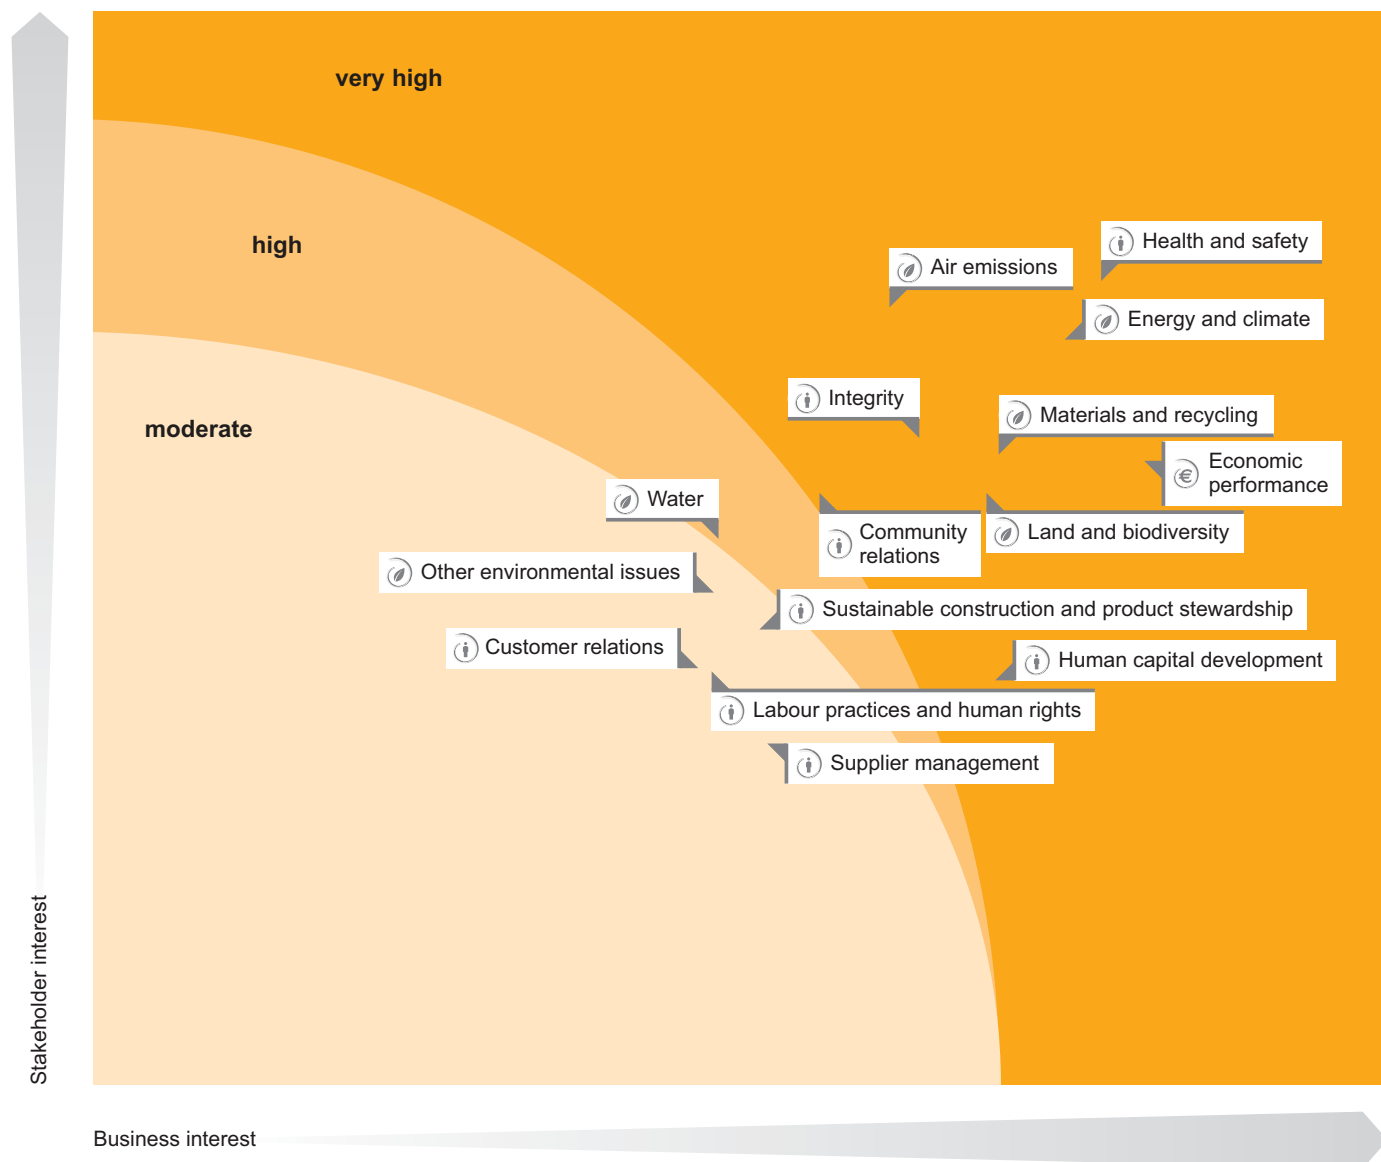 very high
high
moderate
Health and safety
Air emissions
Energy and climate
Integrity
Materials and recycling
Economic
performance
Water
Community
relations
Land and biodiversity
Other environmental issues
Sustainable construction and product stewardship
Customer relations
Human capital development
Labour practices and human rights
Supplier management
Stakeholder interest
Business interest